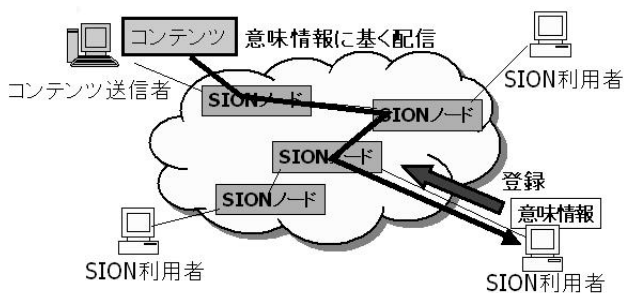 コンテンツ
意味情報に基く配信
SION利用者
コンテンツ送信者
SIONノード
SIONノード
SIONノード
登録
SIONノード
意味情報
SION利用者
SION利用者